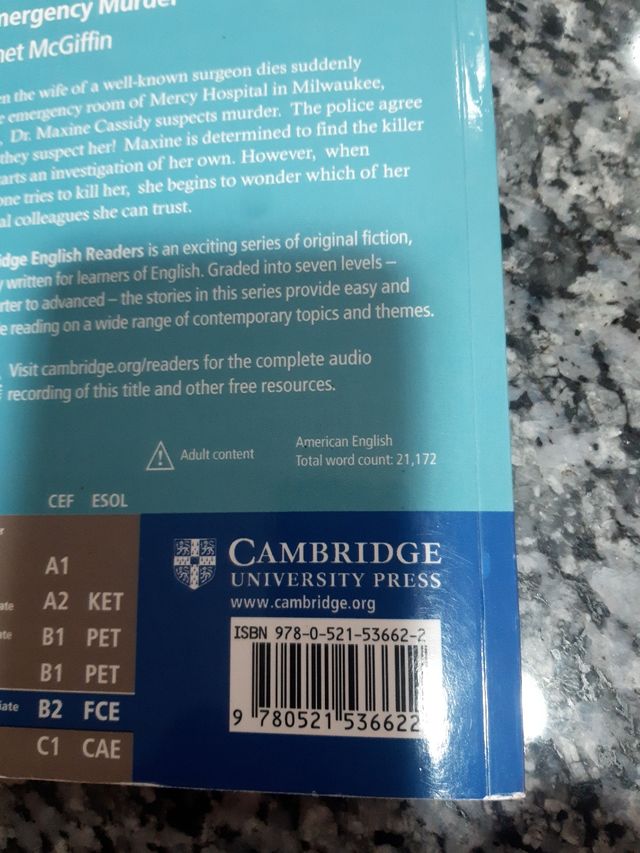 mergency Murder
net McGiffin
en the wife of a well-known surgeon dies suddenly
e emergency room of Mercy Hospital in Milwaukee,
, Dr. Maxine Cassidy suspects murder. The police agree
they suspect her! Maxine is determined to find the killer
arts an investigation of her own. However, when
one tries to kill her, she begins to wonder which of her
al colleagues she can trust.
idge English Readers is an exciting series of original fiction,
y written for learners of English. Graded into seven levels –
rter to advanced – the stories in this series provide easy and
e reading on a wide range of contemporary topics and themes.
Visit cambridge.org/readers for the complete audio
recording of this title and other free resources.
Adult content
American English
Total word count: 21,172
CEF ESOL
r
A1
ate A2 KET
ate B1 PET
B1 PET
iate B2 FCE
C1 CAE
CAMBRIDGE
UNIVERSITY PRESS
www.cambridge.org
ISBN 978-0-521-53662-2
9 780521 536622